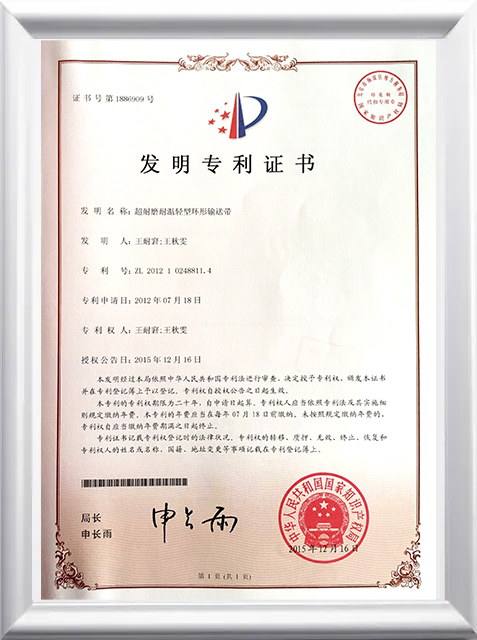 证书号第1886909号
发明专利证书
发明名称：超耐磨耐温轻型环形输送带
发明人：王耐窘;王秋雯
专利号：ZL 2012 1 0248811.4
专利申请日：2012年07月18日
专利权人：王耐窘;王秋雯
授权公告日：2015年12月16日
本发明经过本局依照中华人民共和国专利法进行审查，决定授予专利权，颁发本证书
并在专利登记簿上予以登记。专利权自授权公告之日起生效。
本专利的专利权期限为二十年，自申请日起算。专利权人应当依照专利法及其实施细
则规定缴纳年费。本专利的年费应当在每年07月18日前缴纳。未按照规定缴纳年费的，
专利权自应当缴纳年费期满之日起终止。
专利证书记载专利权登记时的法律状况。专利权的转移、质押、无效、终止、恢复和
专利权人的姓名或名称、国籍、地址变更等事项记载在专利登记簿上。
局长
申长雨
申长雨
中华人民共和国国家知识产权局
2015年12月16日
第1页（共1页）